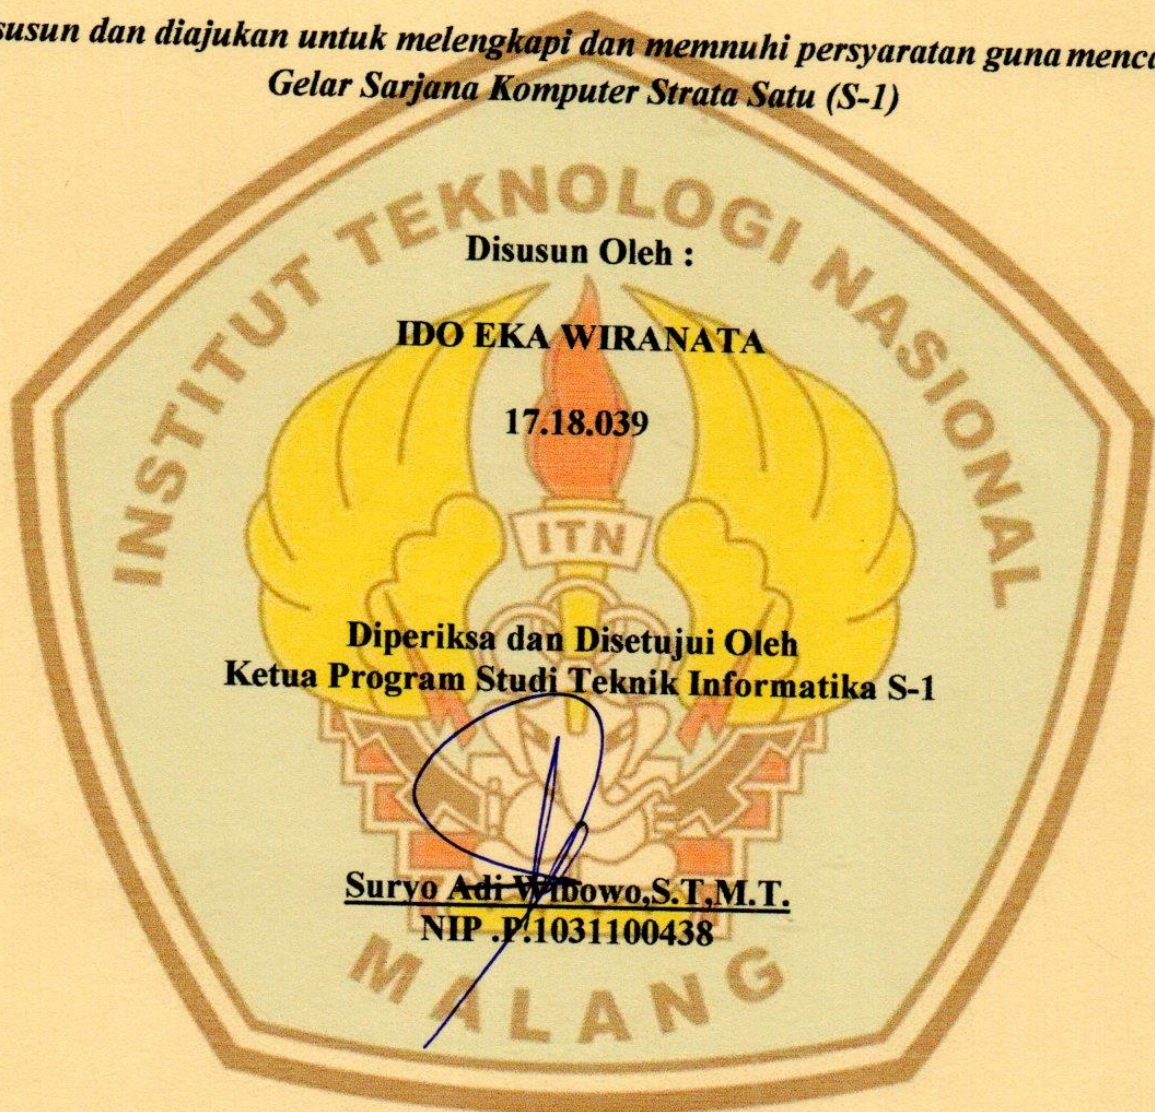 susun dan diajukan untuk melengkapi dan memnuhi persyaratan guna menca
Gelar Sarjana Komputer Strata Satu (S-1)
INSTITUT TEKNOLOGI NASIONAL
Disusun Oleh :
IDO EKA WIRANATA
17.18.039
ITN
Diperiksa dan Disetujui Oleh
Ketua Program Studi Teknik Informatika S-1
Suryo Adi Wibowo,S.T,M.T.
NIP .P.1031100438
MALANG